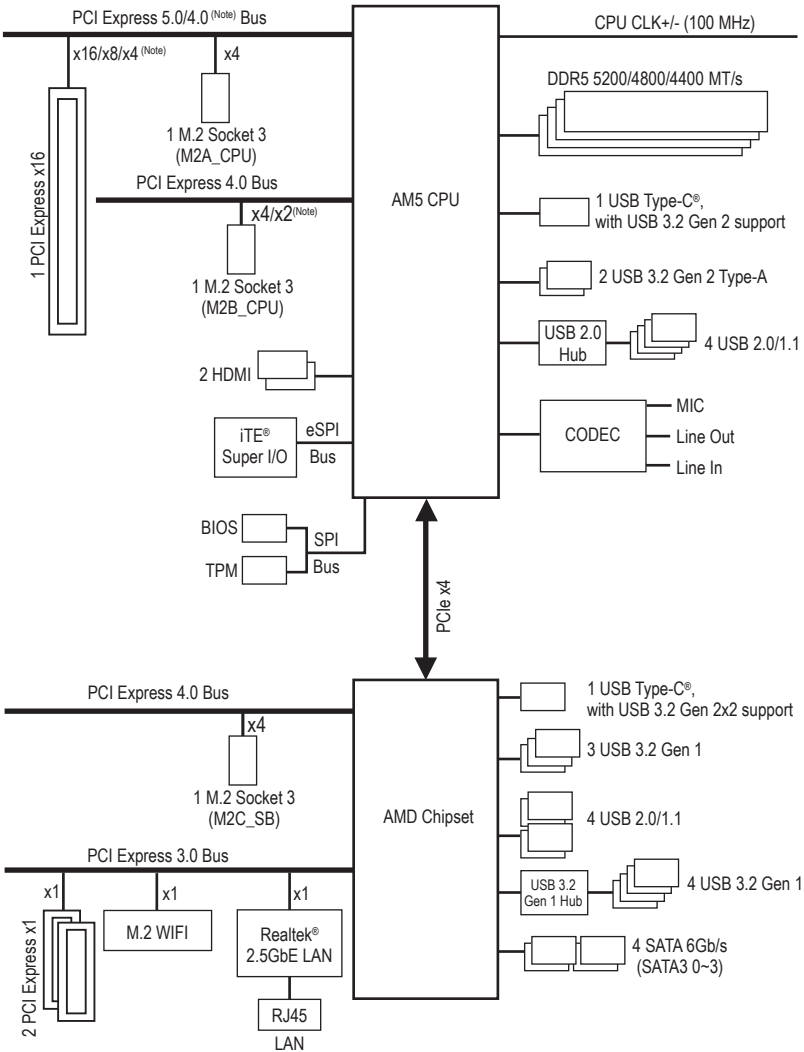 PCI Express 5.0/4.0 (Note) Bus
x16/x8/x4 (Note)
x4
1 PCI Express x16
1 M.2 Socket 3
(M2A_CPU)
PCI Express 4.0 Bus
x4/x2(Note)
1 M.2 Socket 3
(M2B_CPU)
2 HDMI
iTE®
Super I/O
eSPI
Bus
BIOS
TPM
SPI
Bus
AM5 CPU
CPU CLK+/- (100 MHz)
DDR5 5200/4800/4400 MT/s
1 USB Type-C®,
with USB 3.2 Gen 2 support
2 USB 3.2 Gen 2 Type-A
USB 2.0
Hub
4 USB 2.0/1.1
CODEC
MIC
Line Out
Line In
PCIe x4
PCI Express 4.0 Bus
x4
1 M.2 Socket 3
(M2C_SB)
PCI Express 3.0 Bus
x1
x1
x1
2 PCI Express x1
M.2 WIFI
Realtek®
2.5GbE LAN
RJ45
LAN
AMD Chipset
1 USB Type-C®,
with USB 3.2 Gen 2x2 support
3 USB 3.2 Gen 1
4 USB 2.0/1.1
USB 3.2
Gen 1 Hub
4 USB 3.2 Gen 1
4 SATA 6Gb/s
(SATA3 0~3)